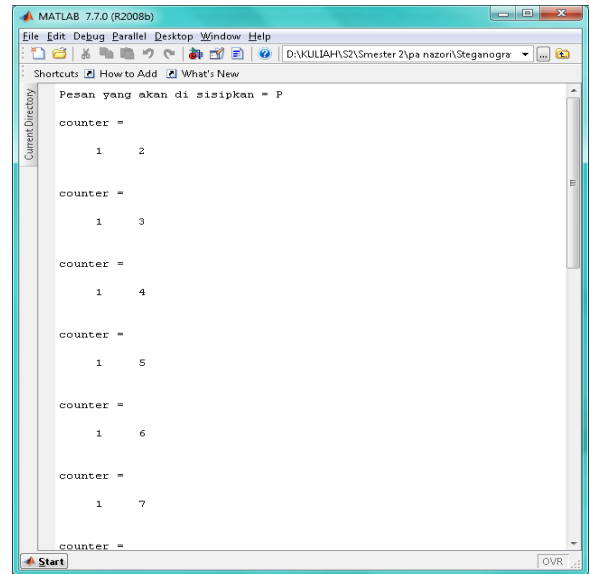 MATLAB 7.7.0 (R2008b)
File Edit Debug Parallel Desktop Window Help
D:\KULIAH\S2\Smester 2\pa nazori\Steganogra
Shortcuts How to Add What's New
Current Directory
Pesan yang akan di sisipkan = P
counter =
1 2
counter =
1 3
counter =
1 4
counter =
1 5
counter =
1 6
counter =
1 7
counter =
Start OVR